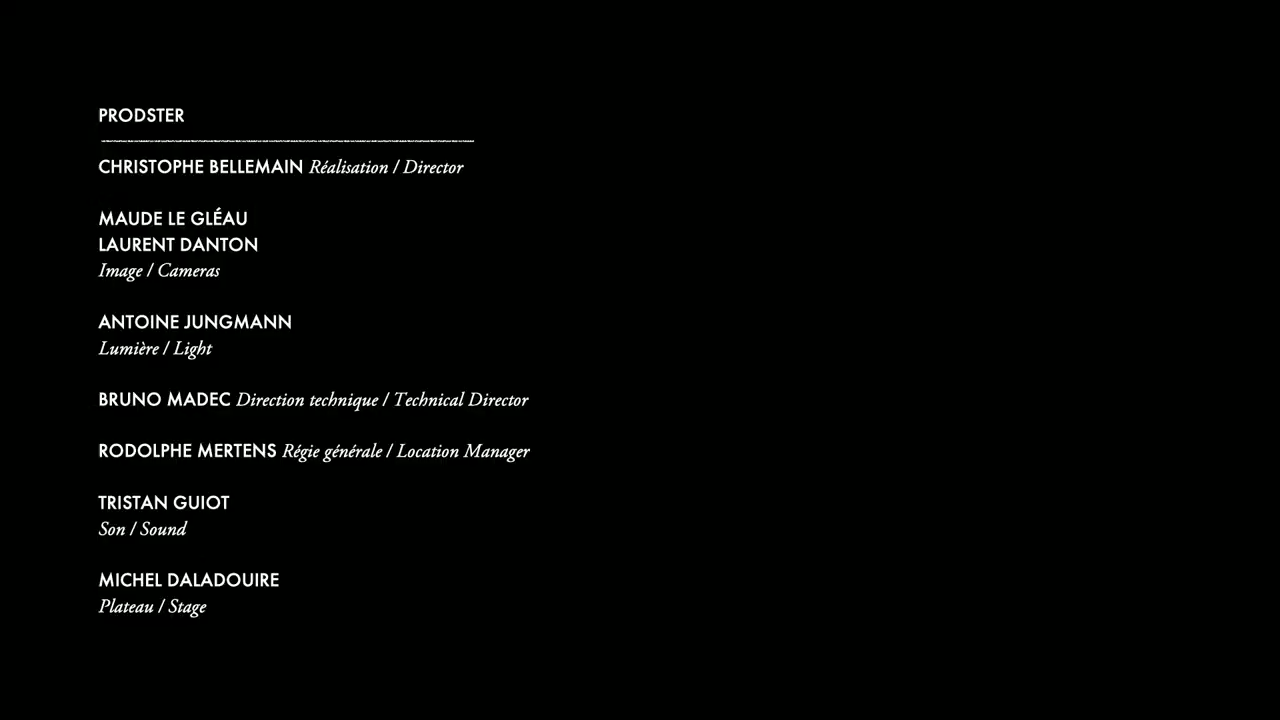 PRODSTER
CHRISTOPHE BELLEMAIN Réalisation / Director
MAUDE LE GLÉAU
LAURENT DANTON
Image / Cameras
ANTOINE JUNGMANN
Lumière / Light
BRUNO MADEC Direction technique / Technical Director
RODOLPHE MERTENS Régie générale / Location Manager
TRISTAN GUIOT
Son / Sound
MICHEL DALADOUIRE
Plateau / Stage